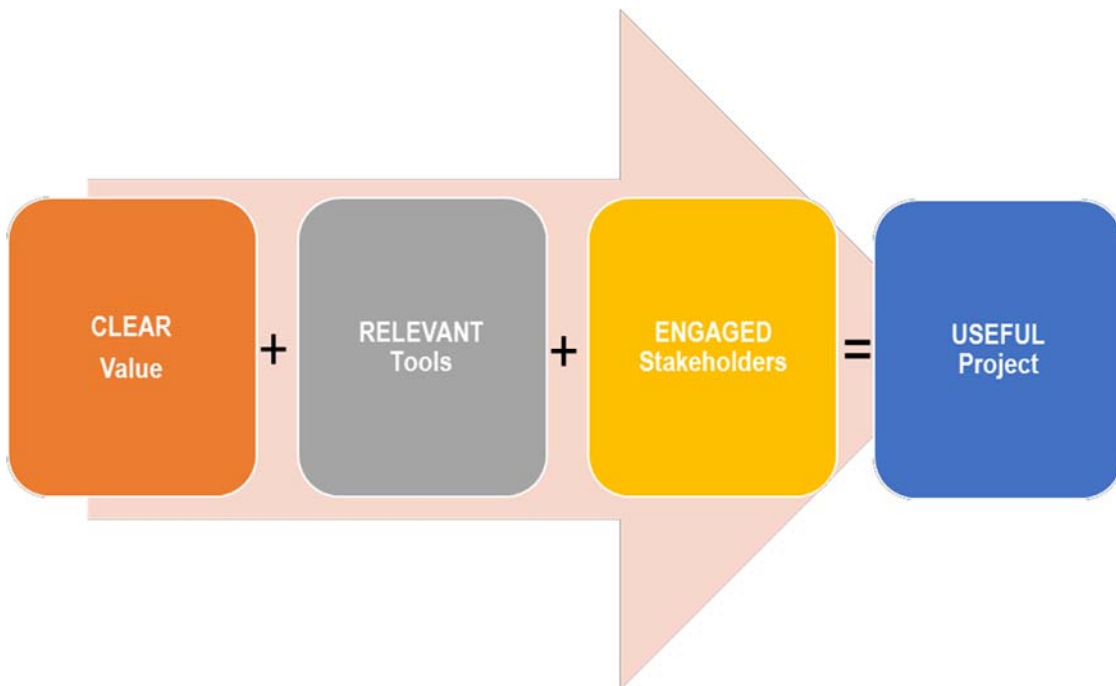 CLEAR
Value
+
RELEVANT
Tools
+
ENGAGED
Stakeholders
=
USEFUL
Project